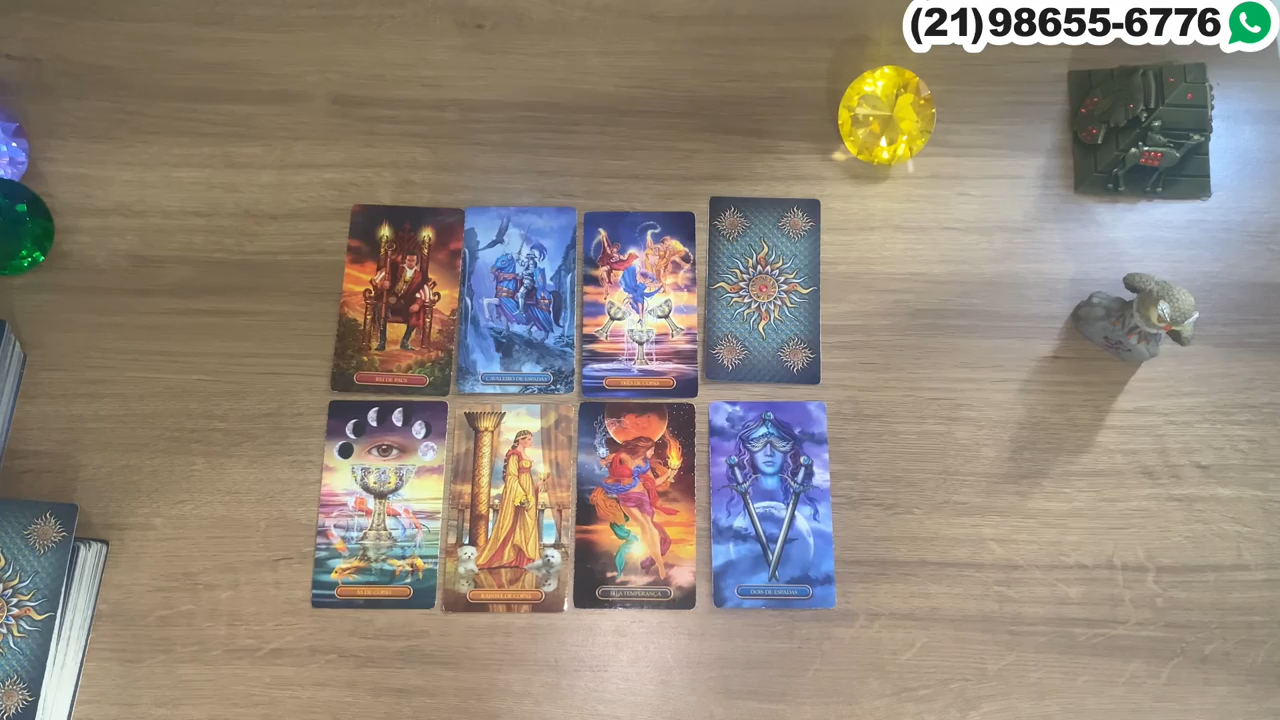 (21)98655-6776
REI DE PAUS
CAVALEIRO DE ESPADAS
TRÊS DE COPAS
ÁS DE COPAS
RAINHA DE COPAS
TEMPERANÇA
DOIS DE ESPADAS